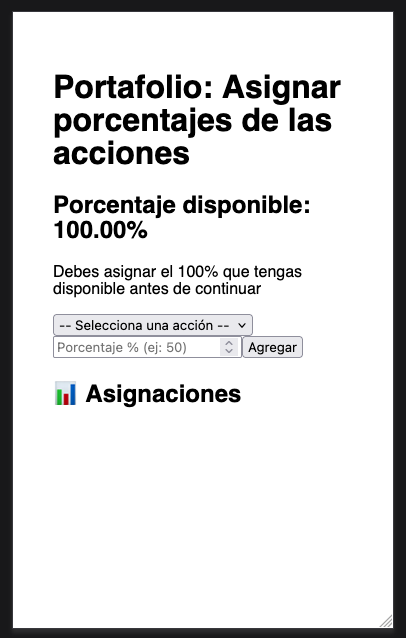 Portafolio: Asignar
porcentajes de las
acciones
Porcentaje disponible:
100.00%
Debes asignar el 100% que tengas
disponible antes de continuar
-- Selecciona una acción --
Porcentaje % (ej: 50) Agregar
📊 Asignaciones